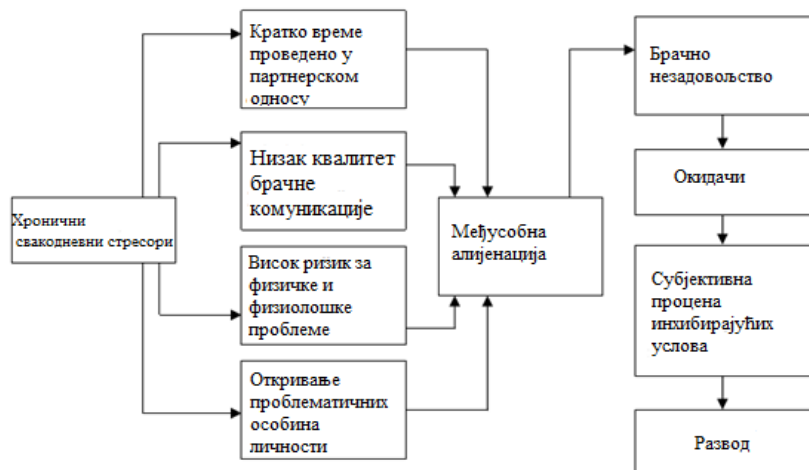 Хронични
свакодневни стресори
Кратко време
проведено у
партнерском
односу
Низак квалитет
брачне
комуникације
Висок ризик за
физичке и
физиолошке
проблеме
Откривање
проблематичних
особина
личности
Међусобна
алијенација
Брачно
незадовољство
Окидачи
Субјективна
процена
инхибирајућих
услова
Развод